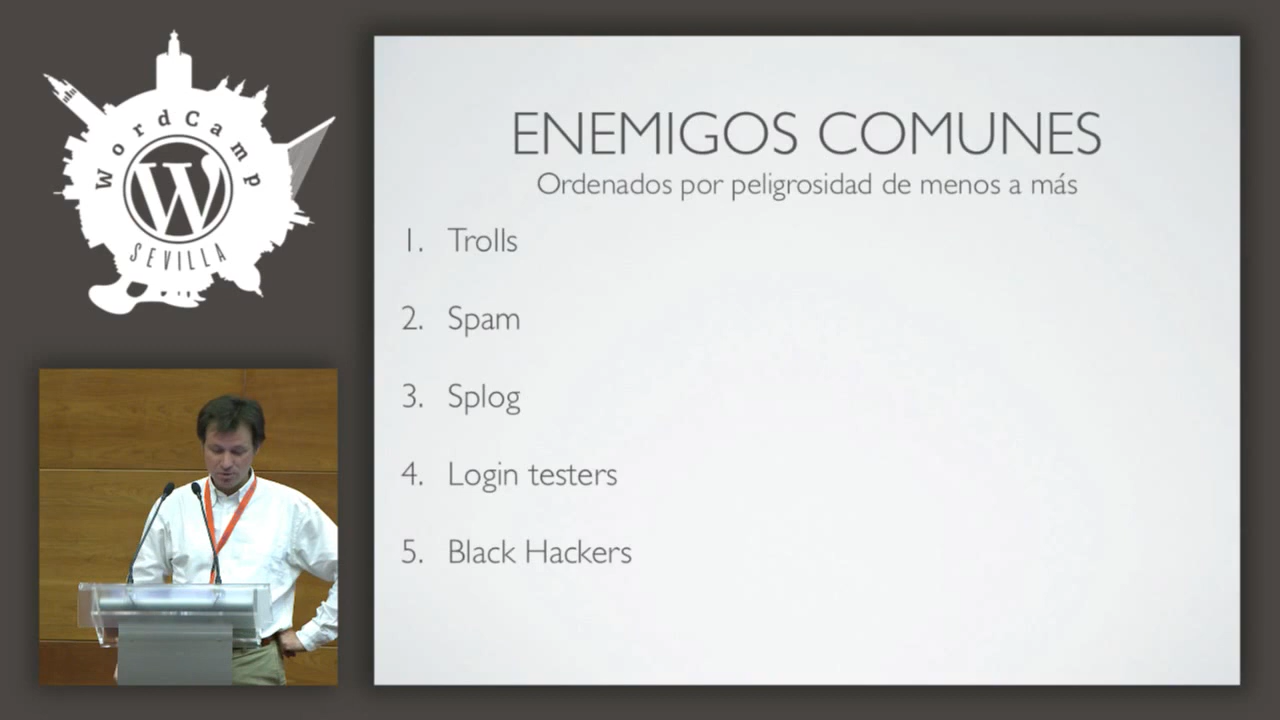 WordCamp
SEVILLA
ENEMIGOS COMUNES
Ordenados por peligrosidad de menos a más
1. Trolls
2. Spam
3. Splog
4. Login testers
5. Black Hackers